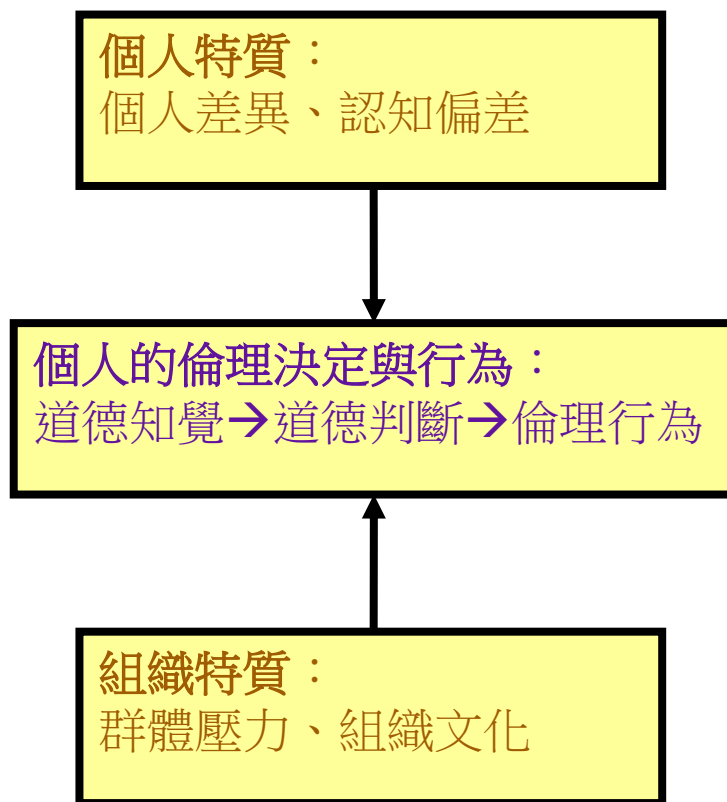 個人特質：
個人差異、認知偏差
個人的倫理決定與行為：
道德知覺→道德判斷→倫理行為
組織特質：
群體壓力、組織文化